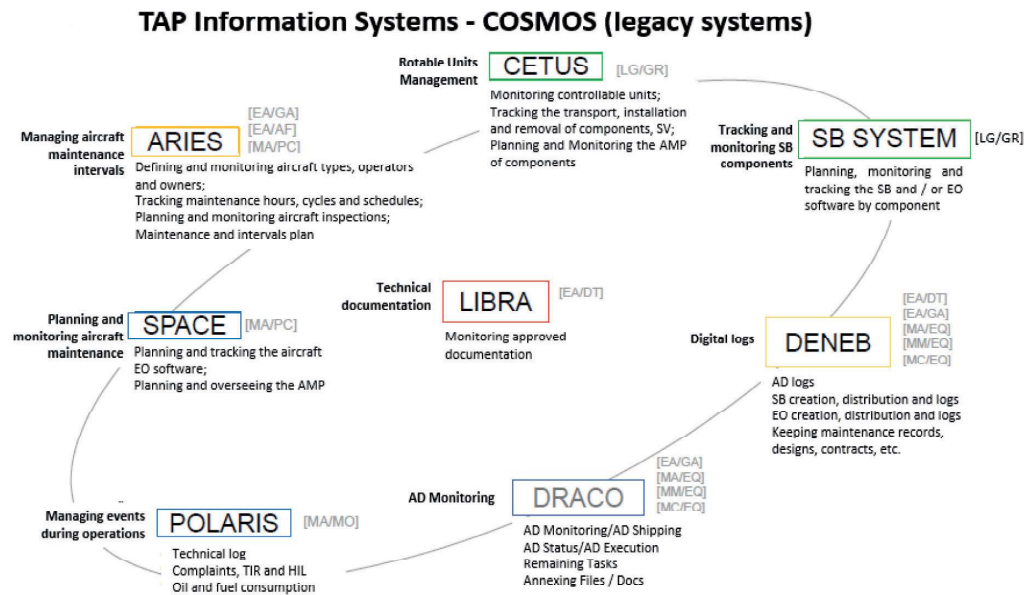 TAP Information Systems - COSMOS (legacy systems)
Rotable Units
Management
CETUS
[LG/GR]
Monitoring controllable units;
Tracking the transport, installation
and removal of components, SV;
Planning and Monitoring the AMP
of components
Managing aircraft
maintenance
intervals
ARIES
[EA/GA]
[EA/AF]
[MA/PC]
Defining and monitoring aircraft types, operators
and owners;
Tracking maintenance hours, cycles and schedules;
Planning and monitoring aircraft inspections;
Maintenance and intervals plan
Tracking and
monitoring SB
components
SB SYSTEM
[LG/GR]
Planning, monitoring and
tracking the SB and / or EO
software by component
Technical
documentation
LIBRA
[EA/DT]
Monitoring approved
documentation
Planning and
monitoring aircraft
maintenance
SPACE
[MA/PC]
Planning and tracking the aircraft
EO software;
Planning and overseeing the AMP
Digital logs
DENEB
[EA/DT]
[EA/GA]
[MA/EQ]
[MM/EQ]
[MC/EQ]
AD logs
SB creation, distribution and logs
EO creation, distribution and logs
Keeping maintenance records,
designs, contracts, etc.
AD Monitoring
DRACO
[EA/GA]
[MA/EQ]
[MM/EQ]
[MC/EQ]
AD Monitoring/AD Shipping
AD Status/AD Execution
Remaining Tasks
Annexing Files / Docs
Managing events
during operations
POLARIS
[MA/MO]
Technical log
Complaints, TIR and HIL
Oil and fuel consumption